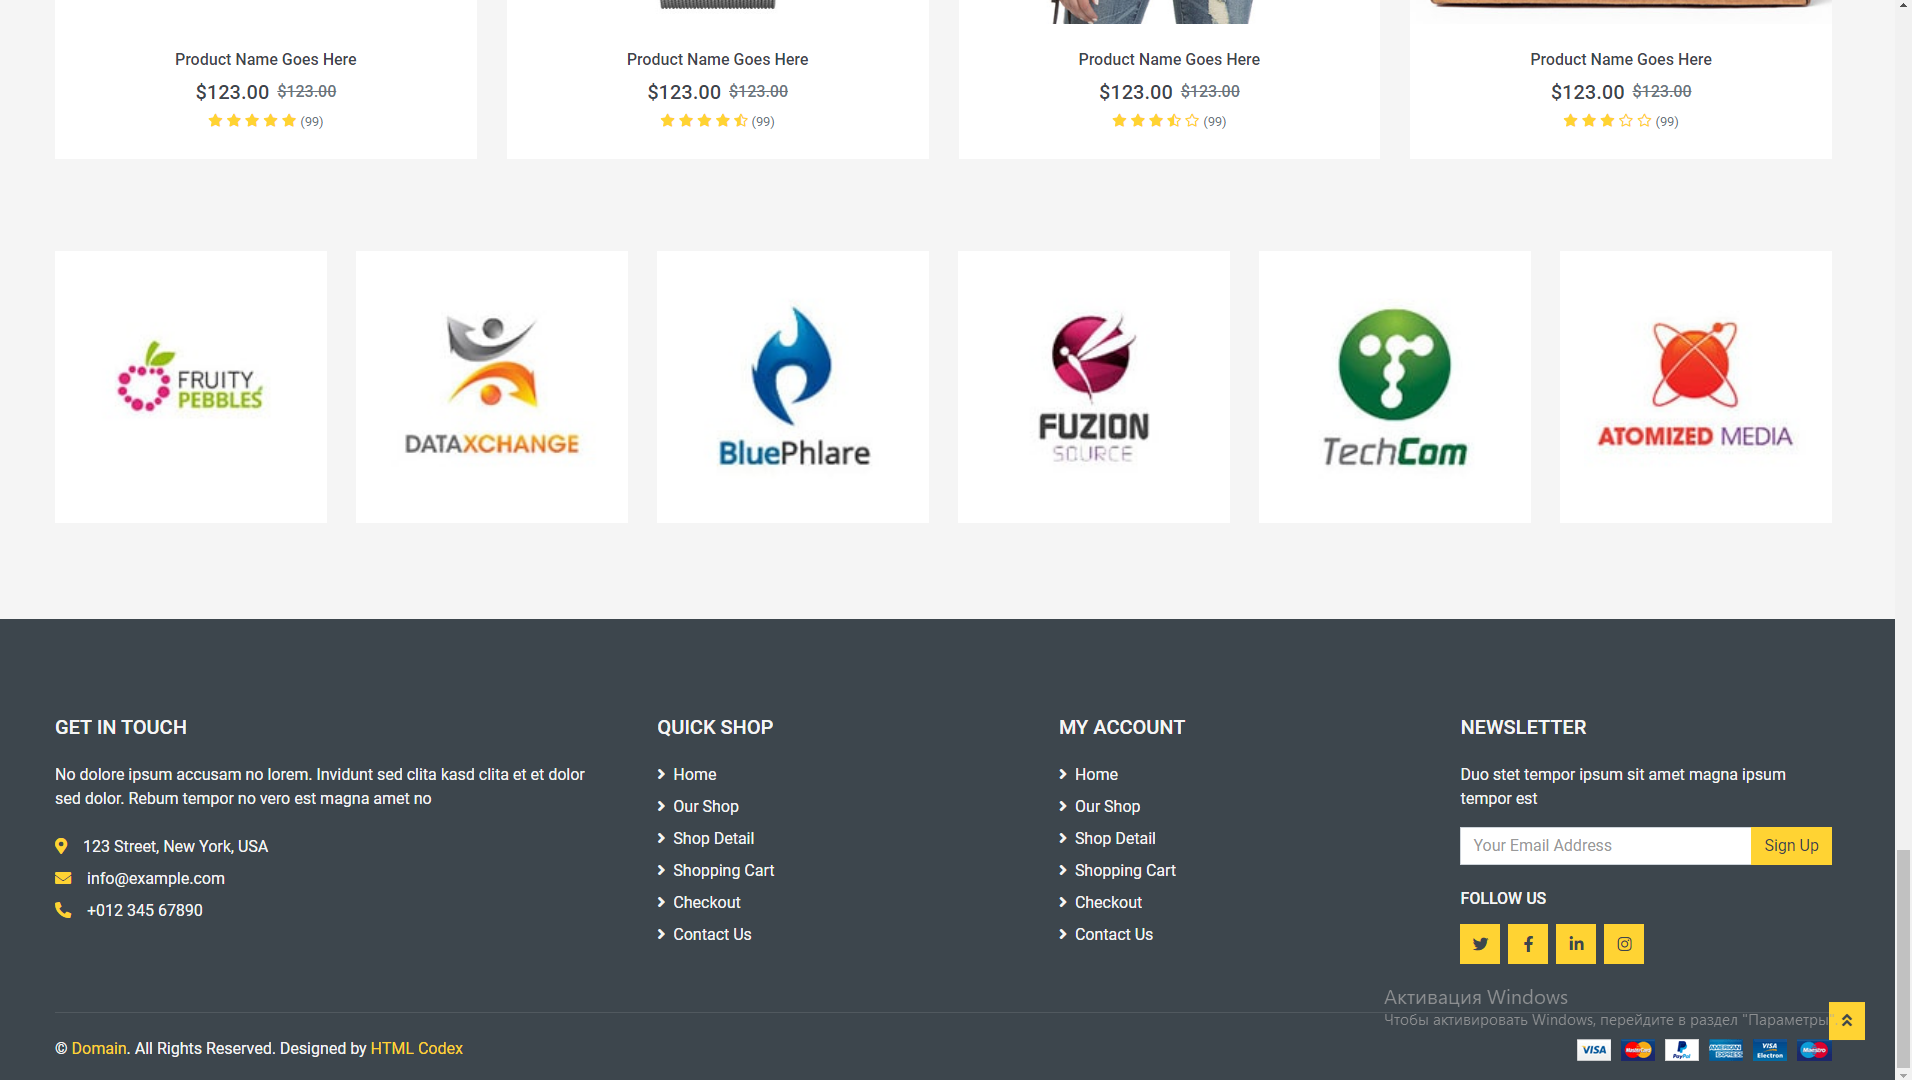 Product Name Goes Here
$123.00 $123.00
(99)
Product Name Goes Here
$123.00 $123.00
(99)
Product Name Goes Here
$123.00 $123.00
(99)
Product Name Goes Here
$123.00 $123.00
(99)
FRUITY
PEBBLES
DATAXCHANGE
BluePhlare
FUZION
SOURCE
TechCom
ATOMIZED MEDIA
GET IN TOUCH
No dolore ipsum accusam no lorem. Invidunt sed clita kasd clita et et dolor
sed dolor. Rebum tempor no vero est magna amet no
123 Street, New York, USA
info@example.com
+012 345 67890
QUICK SHOP
Home
Our Shop
Shop Detail
Shopping Cart
Checkout
Contact Us
MY ACCOUNT
Home
Our Shop
Shop Detail
Shopping Cart
Checkout
Contact Us
NEWSLETTER
Duo stet tempor ipsum sit amet magna ipsum
tempor est
Your Email Address
Sign Up
FOLLOW US
Активация Windows
Чтобы активировать Windows, перейдите в раздел "Параметры".
© Domain. All Rights Reserved. Designed by HTML Codex
VISA
MasterCard
PayPal
AMERICAN EXPRESS
VISA Electron
Maestro